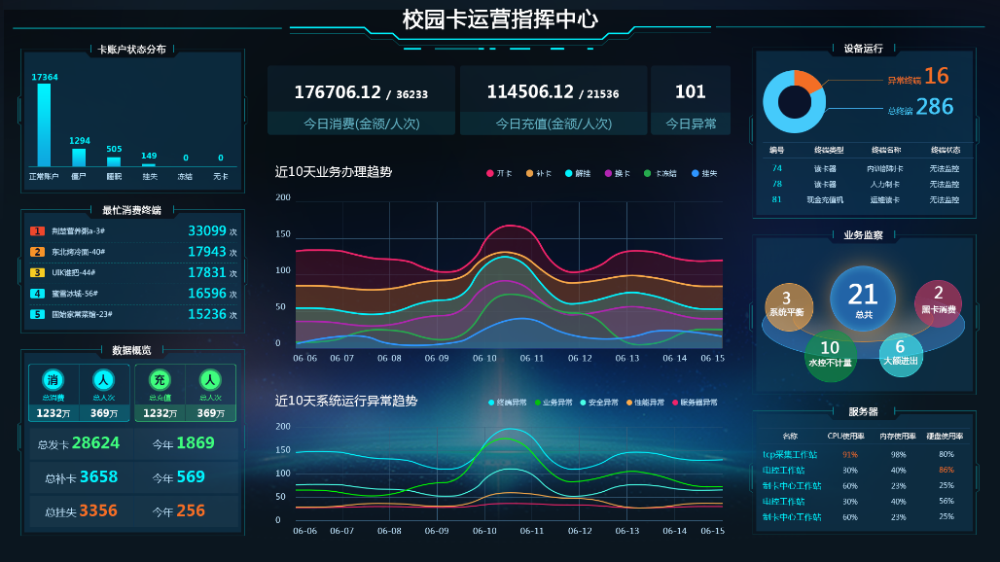 校园卡运营指挥中心
卡账户状态分布
17364
1294
505
149
0
0
正常账户 僵尸 睡眠 挂失 冻结 无卡
最忙消费终端
1 荆楚营养粥a-3# 33099 次
2 东北烤冷面-40# 17943 次
3 UIK谁把-44# 17831 次
4 蜜雪冰城-56# 16596 次
5 固始家常菜馆-23# 15236 次
数据概览
消 人 充 人
总消费 总人次 总充值 总人次
1232万 369万 1232万 369万
总发卡 28624 今年 1869
总补卡 3658 今年 569
总挂失 3356 今年 256
176706.12 / 36233
今日消费(金额/人次)
114506.12 / 21536
今日充值(金额/人次)
101
今日异常
近10天业务办理趋势
开卡 补卡 解挂 换卡 卡冻结 挂失
200
150
100
50
0
06-06 06-07 06-08 06-09 06-10 06-11 06-12 06-13 06-14 06-15
近10天系统运行异常趋势
终端异常 业务异常 安全异常 性能异常 服务器异常
200
150
100
50
0
06-06 06-07 06-08 06-09 06-10 06-11 06-12 06-13 06-14 06-15
设备运行
异常终端 16
总终端 286
编号 终端类型 终端名称 终端状态
74 读卡器 无法监控
78 读卡器 人力制卡 无法监控
81 现金充值机 运维读卡 无法监控
业务监察
3
系统平衡
21
总共
2
黑卡消费
10
水控不计量
6
大额进出
服务器
名称 CPU使用率 内存使用率 硬盘使用率
tcp采集工作站 91% 98% 80%
电控工作站 30% 40% 86%
制卡中心工作站 60% 23% 25%
电控工作站 30% 40% 56%
制卡中心工作站 60% 23% 25%